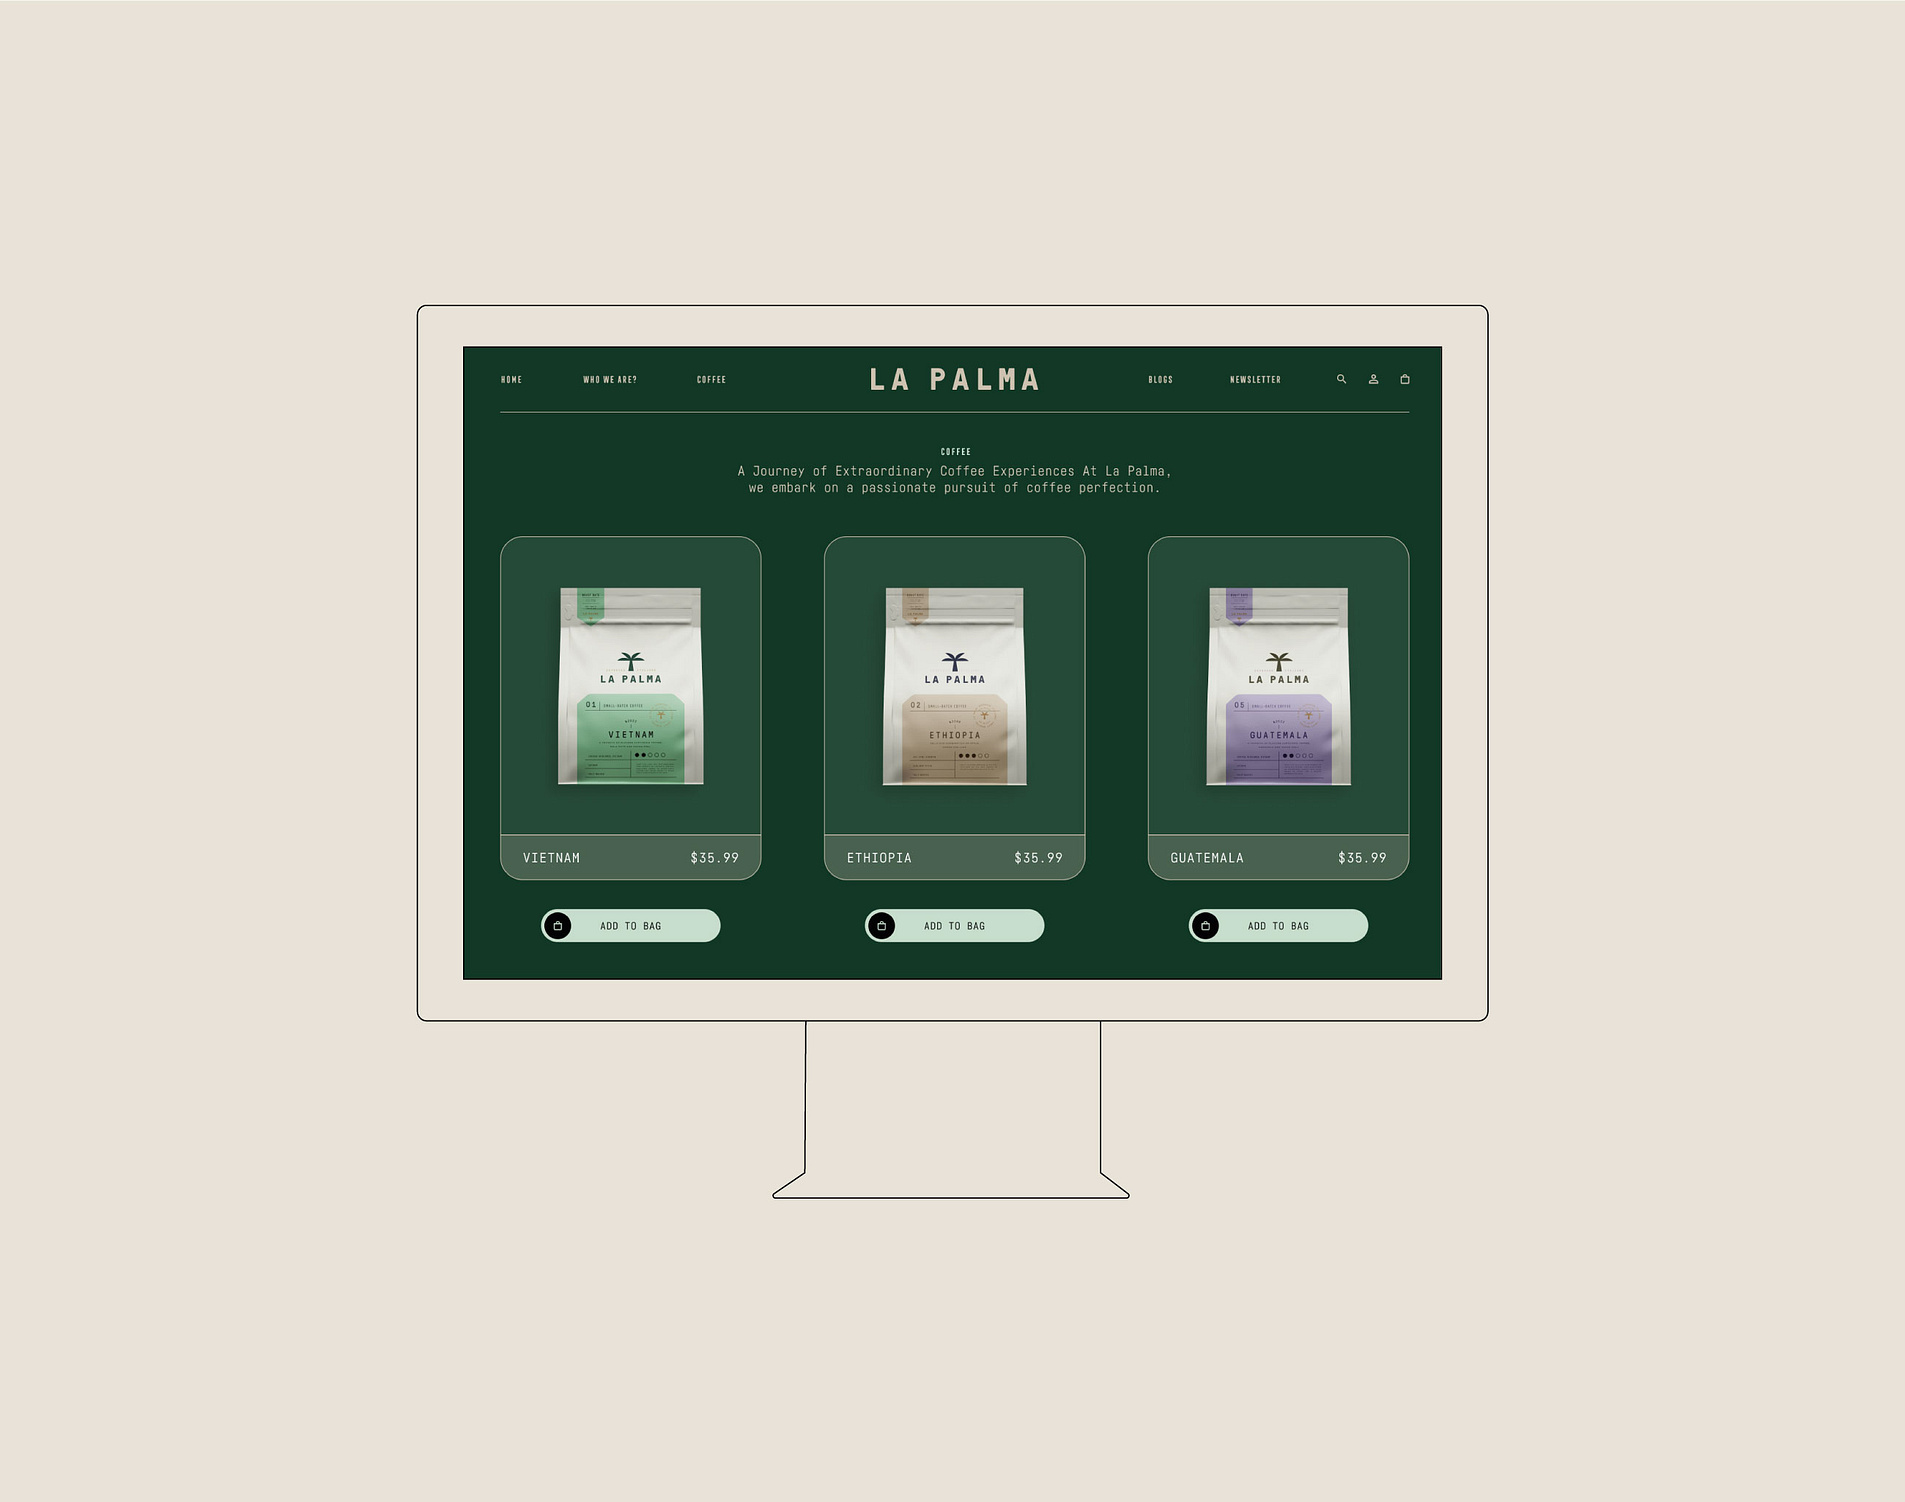 HOME
WHO WE ARE?
COFFEE
LA PALMA
BLOGS
NEWSLETTER
COFFEE
A Journey of Extraordinary Coffee Experiences At La Palma,
we embark on a passionate pursuit of coffee perfection.
LA PALMA
01 SMALL-BATCH COFFEE
VIETNAM
LA PALMA
02 SMALL-BATCH COFFEE
ETHIOPIA
LA PALMA
05 SMALL-BATCH COFFEE
GUATEMALA
VIETNAM $35.99
ETHIOPIA $35.99
GUATEMALA $35.99
ADD TO BAG
ADD TO BAG
ADD TO BAG